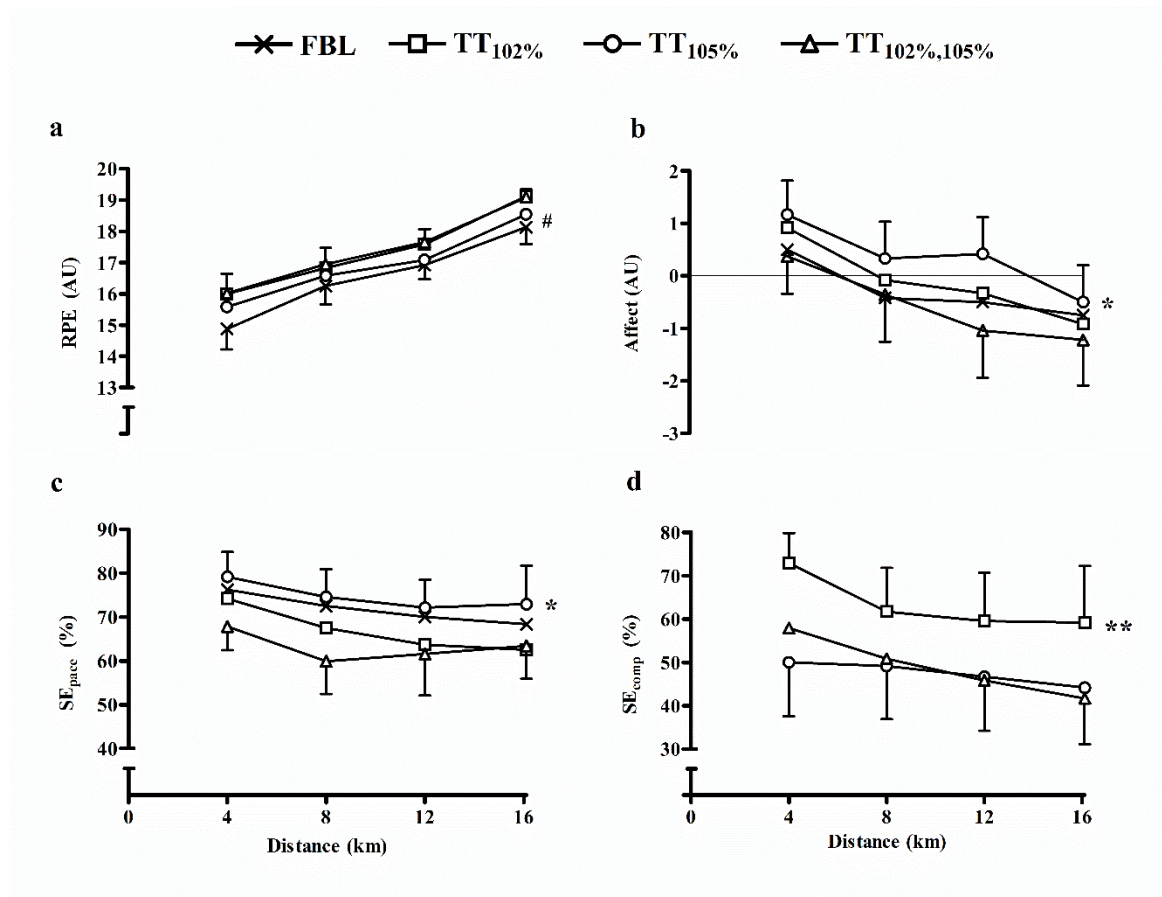 FBL TT102% TT105% TT102%,105%
a
20
19
18
17
16
15
14
13
RPE (AU)
#
b
2
1
0
-1
-2
-3
Affect (AU)
*
c
90
80
70
60
50
40
SEpace (%)
*
0 4 8 12 16
Distance (km)
d
80
70
60
50
40
30
SEcomp (%)
**
0 4 8 12 16
Distance (km)